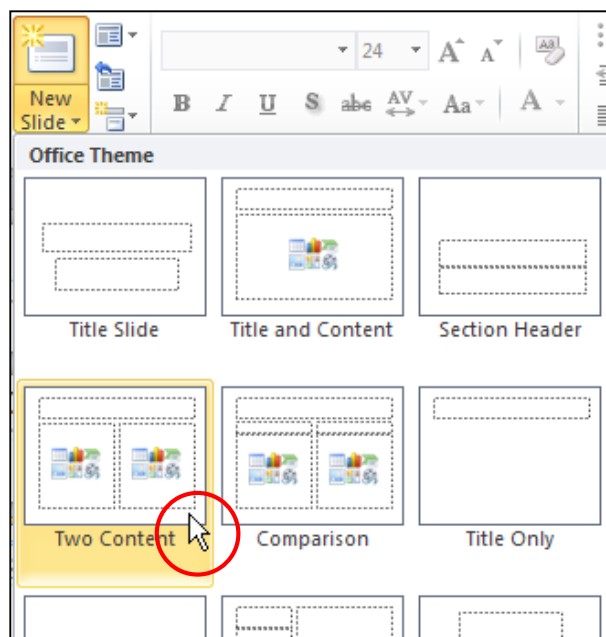 24 A A Aa
New
Slide
B I U S abc AV Aa A
Office Theme
Title Slide Title and Content Section Header
Two Content Comparison Title Only